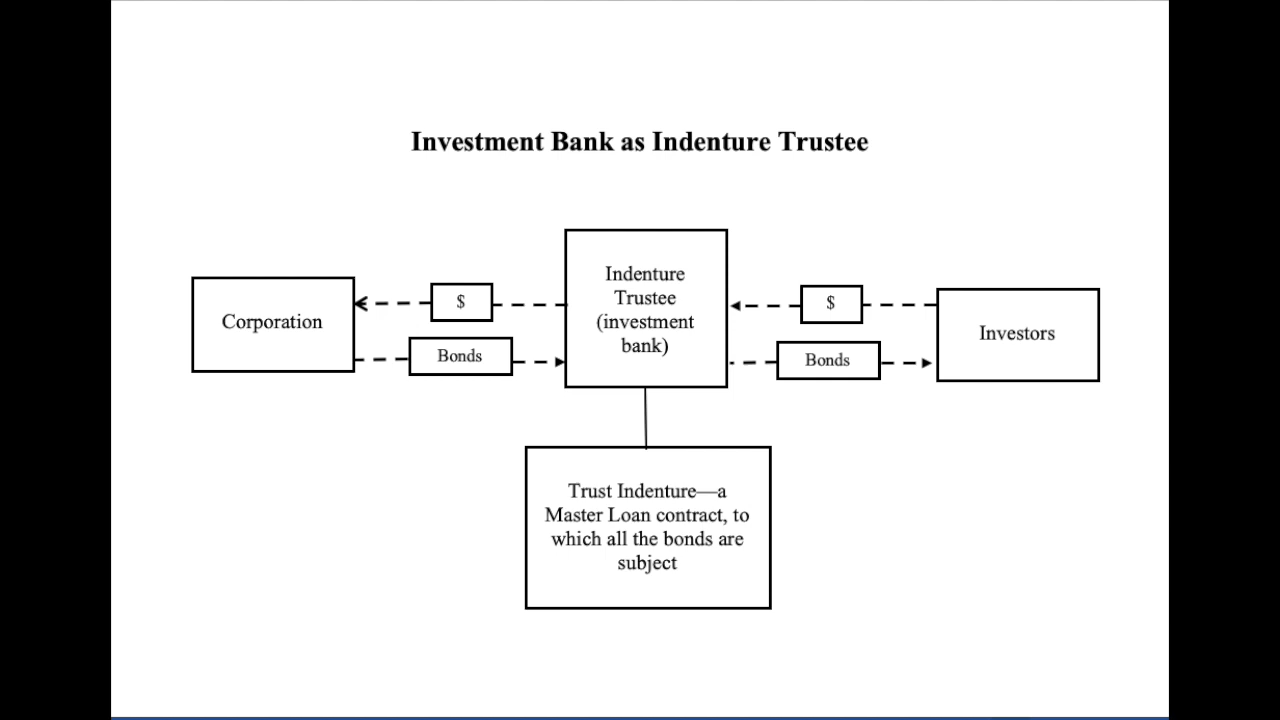 Investment Bank as Indenture Trustee
Corporation
$
Bonds
Indenture
Trustee
(investment
bank)
$
Bonds
Investors
Trust Indenture—a
Master Loan contract, to
which all the bonds are
subject